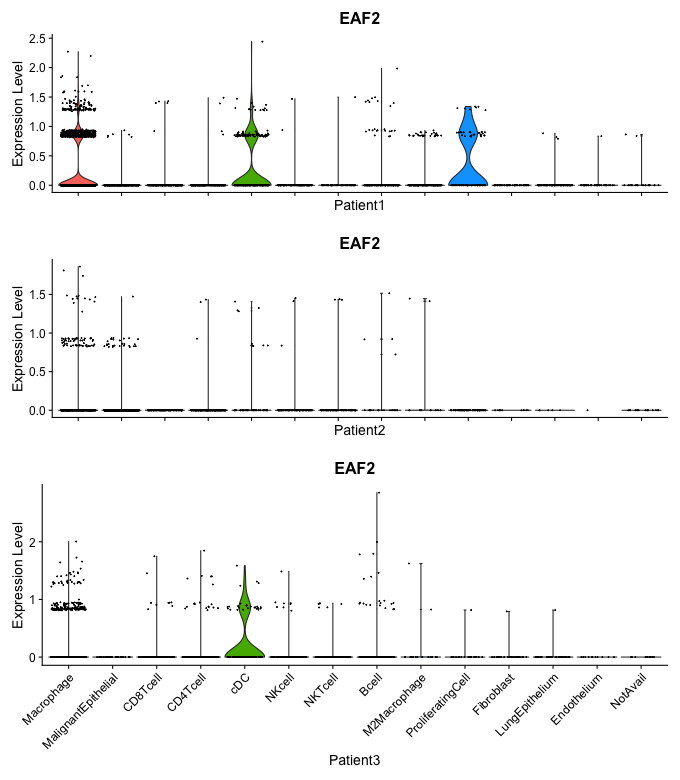 EAF2
Expression Level
2.5
2.0
1.5
1.0
0.5
0.0
Patient1
EAF2
Expression Level
1.5
1.0
0.5
0.0
Patient2
EAF2
Expression Level
2
1
0
Macrophage
MalignantEpithelial
CD8Tcell
CD4Tcell
cDC
NKcell
NKTcell
Bcell
M2Macrophage
ProliferatingCell
Fibroblast
LungEpithelium
Endothelium
NotAvail
Patient3